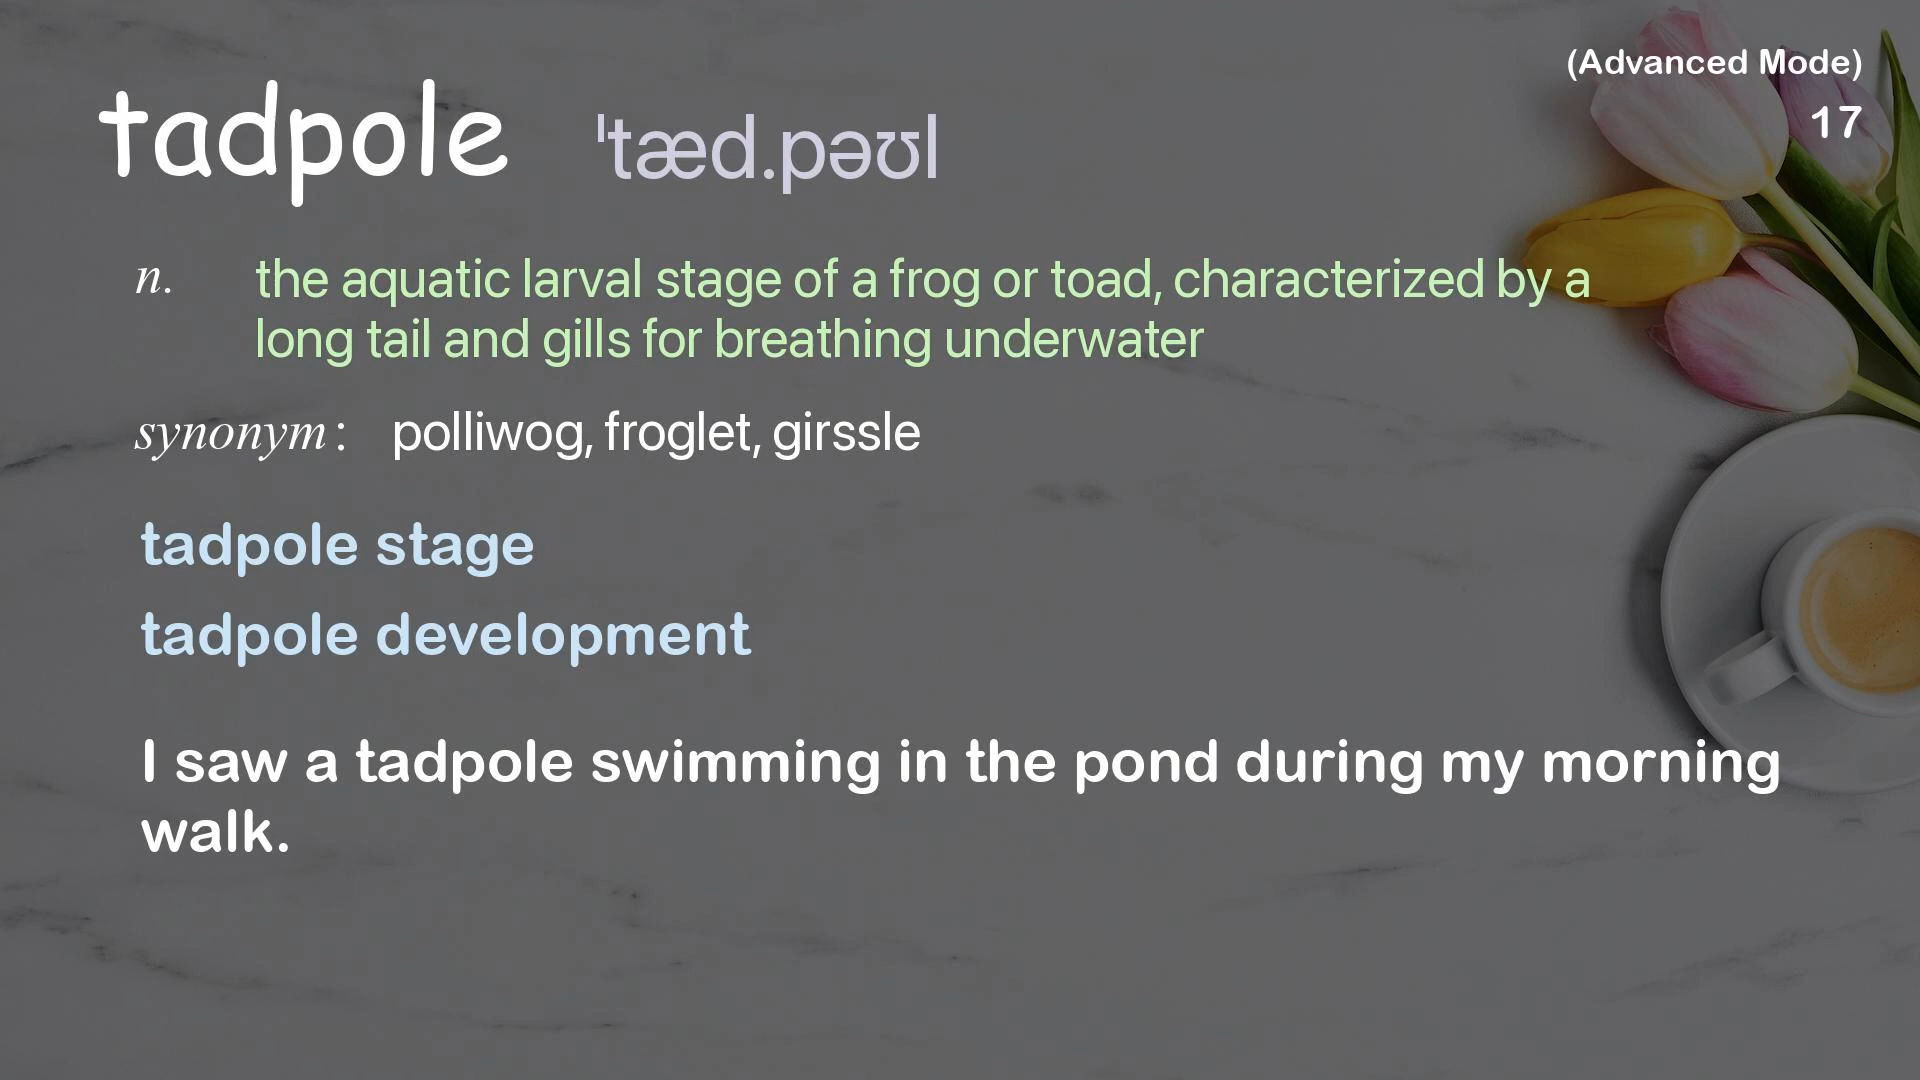 (Advanced Mode)
17
tadpole ˈtæd.pəʊl
n. the aquatic larval stage of a frog or toad, characterized by a
long tail and gills for breathing underwater
synonym: polliwog, froglet, girssle
tadpole stage
tadpole development
I saw a tadpole swimming in the pond during my morning
walk.